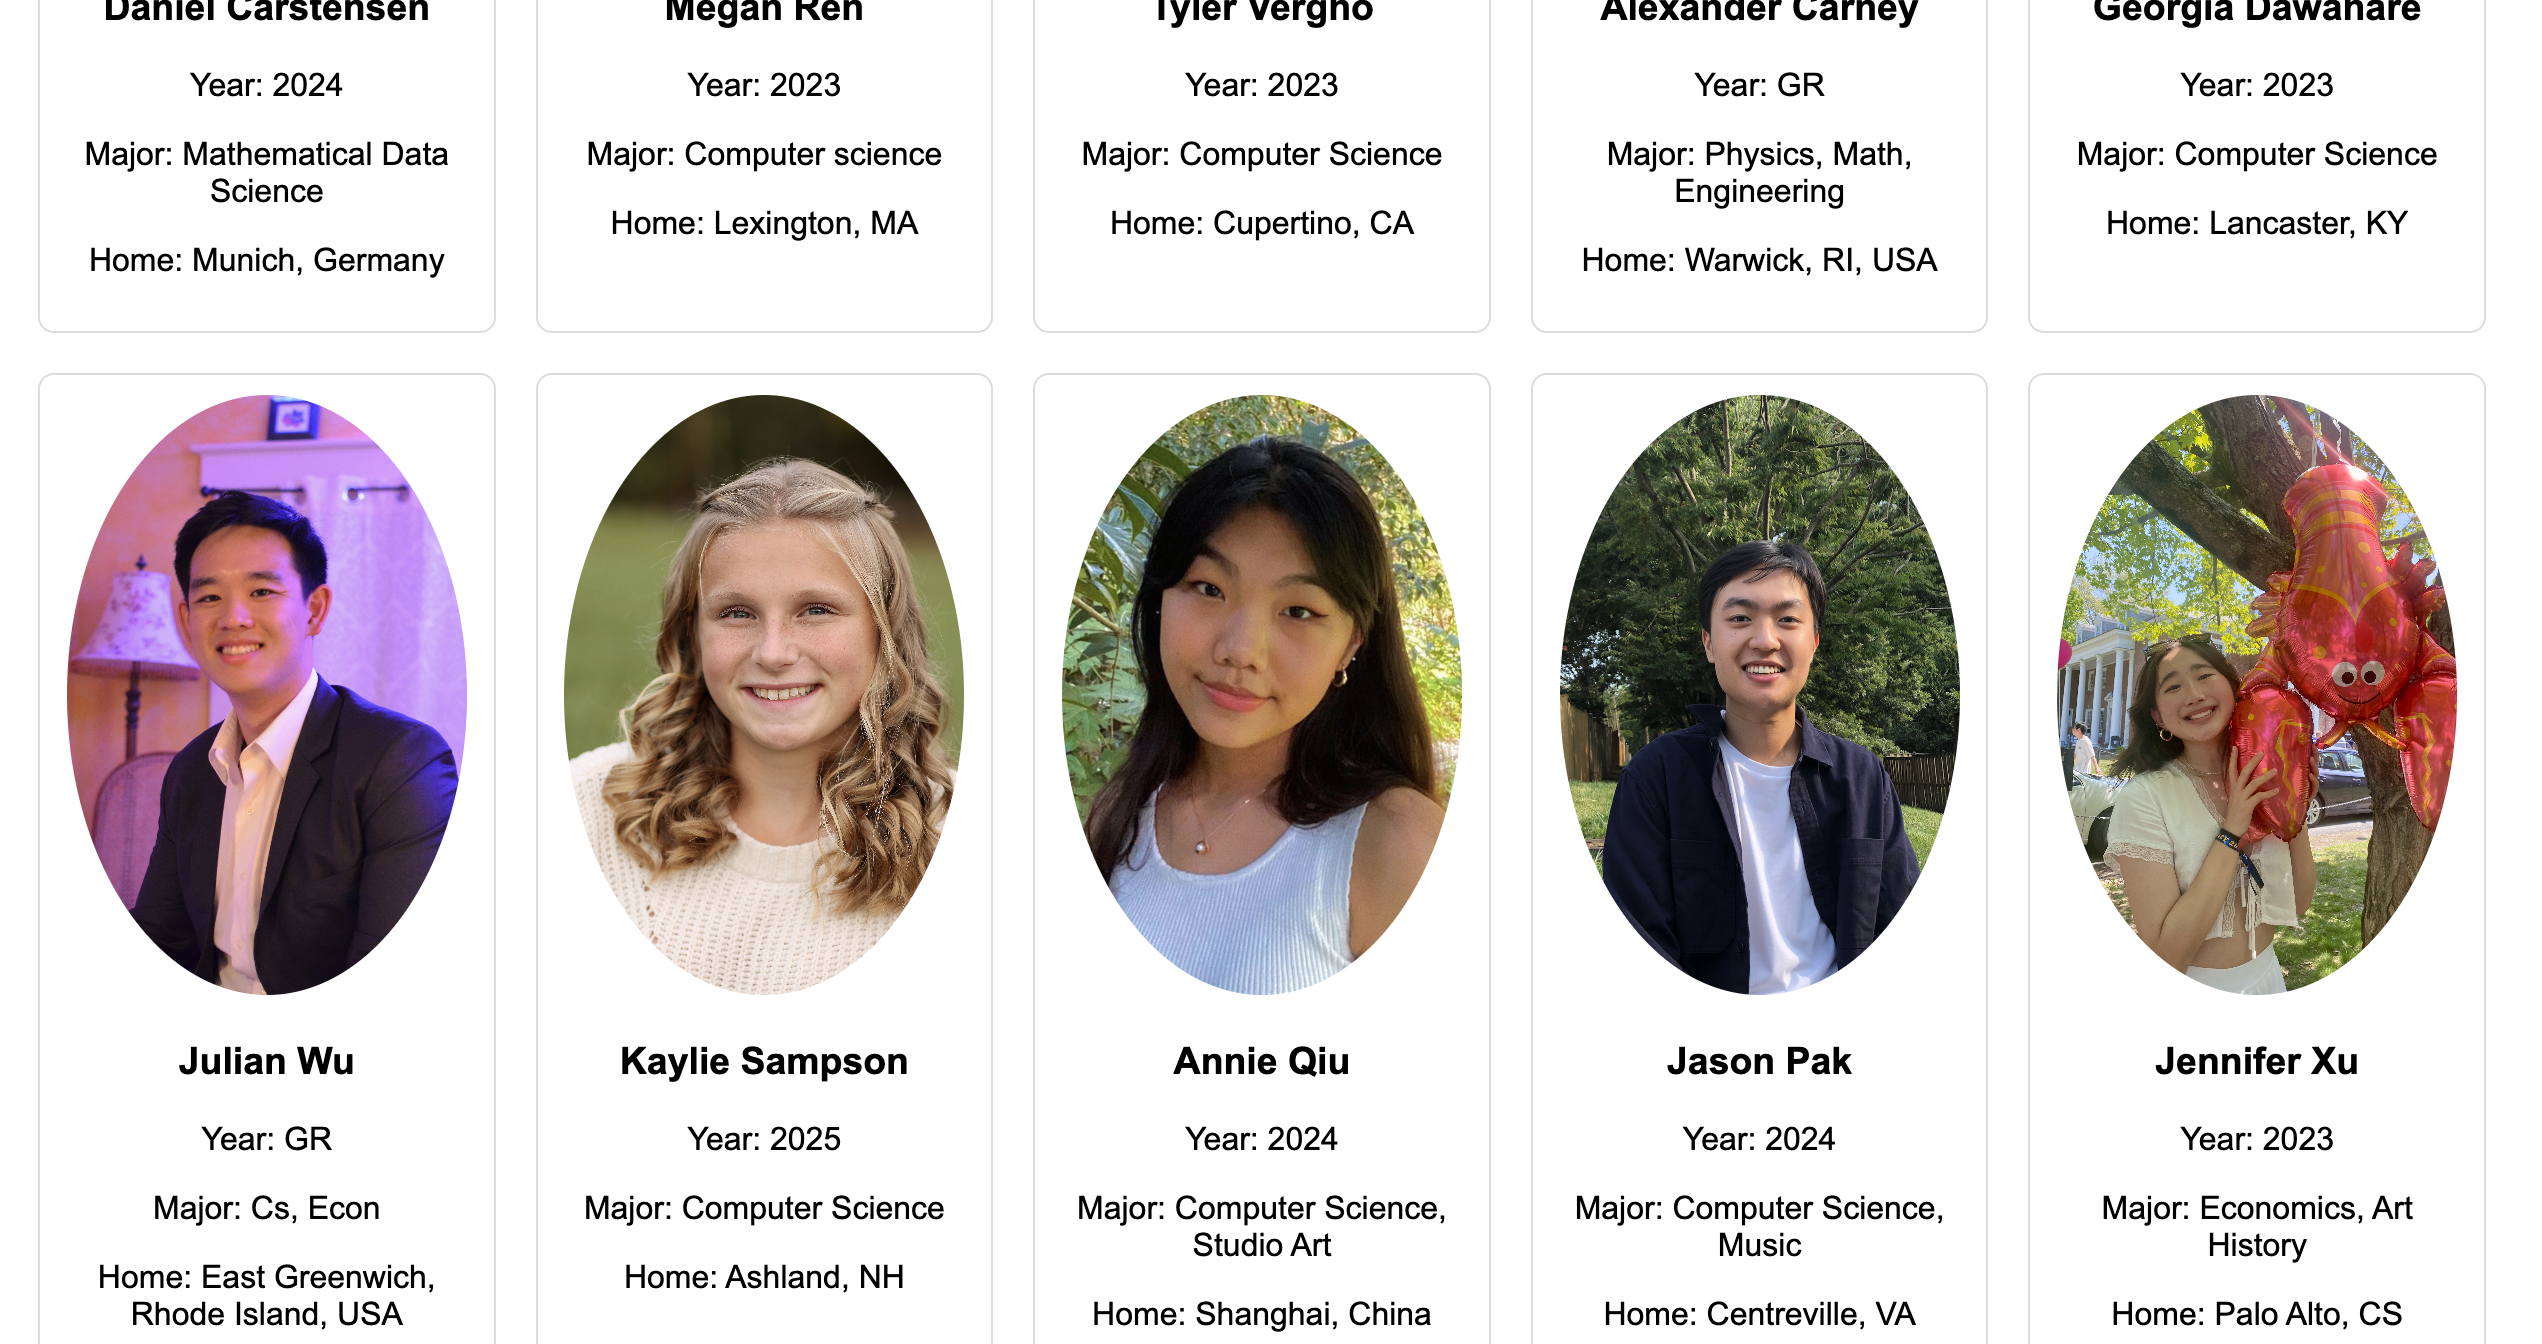 Daniel Carstensen
Megan Ren
Tyler Vergho
Alexander Carney
Georgia Dawahare
Year: 2024
Year: 2023
Year: 2023
Year: GR
Year: 2023
Major: Mathematical Data
Science
Major: Computer science
Major: Computer Science
Major: Physics, Math,
Engineering
Major: Computer Science
Home: Munich, Germany
Home: Lexington, MA
Home: Cupertino, CA
Home: Warwick, RI, USA
Home: Lancaster, KY
Julian Wu
Year: GR
Major: Cs, Econ
Home: East Greenwich,
Rhode Island, USA
Kaylie Sampson
Year: 2025
Major: Computer Science
Home: Ashland, NH
Annie Qiu
Year: 2024
Major: Computer Science,
Studio Art
Home: Shanghai, China
Jason Pak
Year: 2024
Major: Computer Science,
Music
Home: Centreville, VA
Jennifer Xu
Year: 2023
Major: Economics, Art
History
Home: Palo Alto, CS